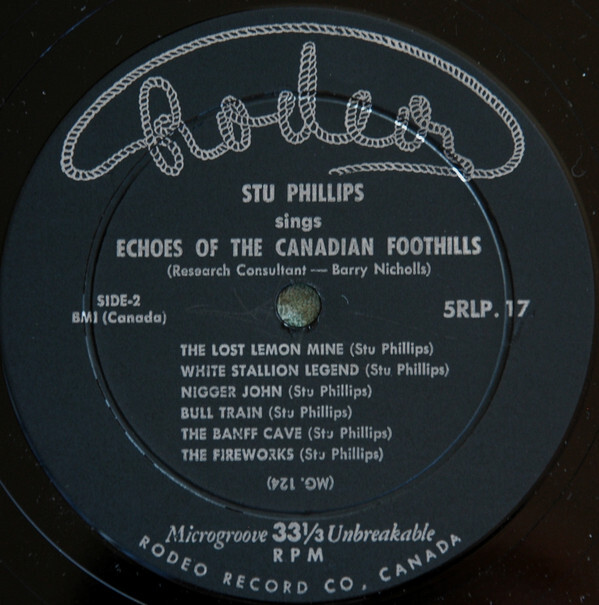 Rodeo
STU PHILLIPS
sings
ECHOES OF THE CANADIAN FOOTHILLS
(Research Consultant — Barry Nicholls)
SIDE-2
BMI (Canada)
5RLP. 17
THE LOST LEMON MINE (Stu Phillips)
WHITE STALLION LEGEND (Stu Phillips)
NIGGER JOHN (Stu Phillips)
BULL TRAIN (Stu Phillips)
THE BANFF CAVE (Stu Phillips)
THE FIREWORKS (Stu Phillips)
(MG. 124)
Microgroove 33⅓ Unbreakable
RPM
RODEO RECORD CO, CANADA